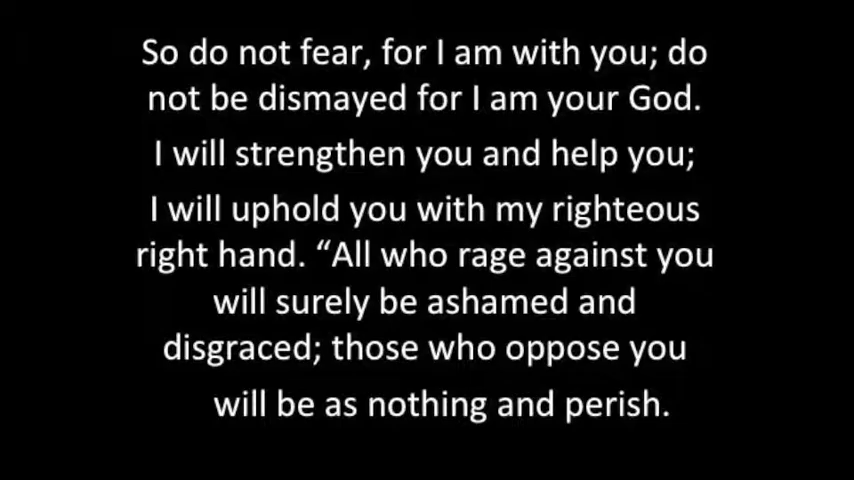 So do not fear, for I am with you; do
not be dismayed for I am your God.
I will strengthen you and help you;
I will uphold you with my righteous
right hand. “All who rage against you
will surely be ashamed and
disgraced; those who oppose you
will be as nothing and perish.